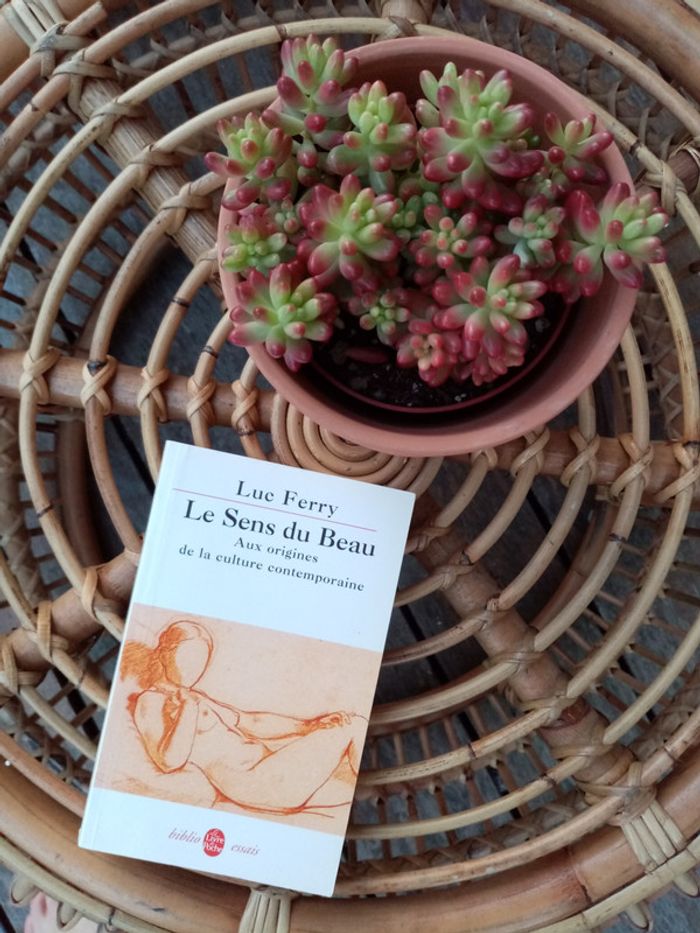 Luc Ferry
Le Sens du Beau
Aux origines
de la culture contemporaine
biblio Le Livre de Poche essais